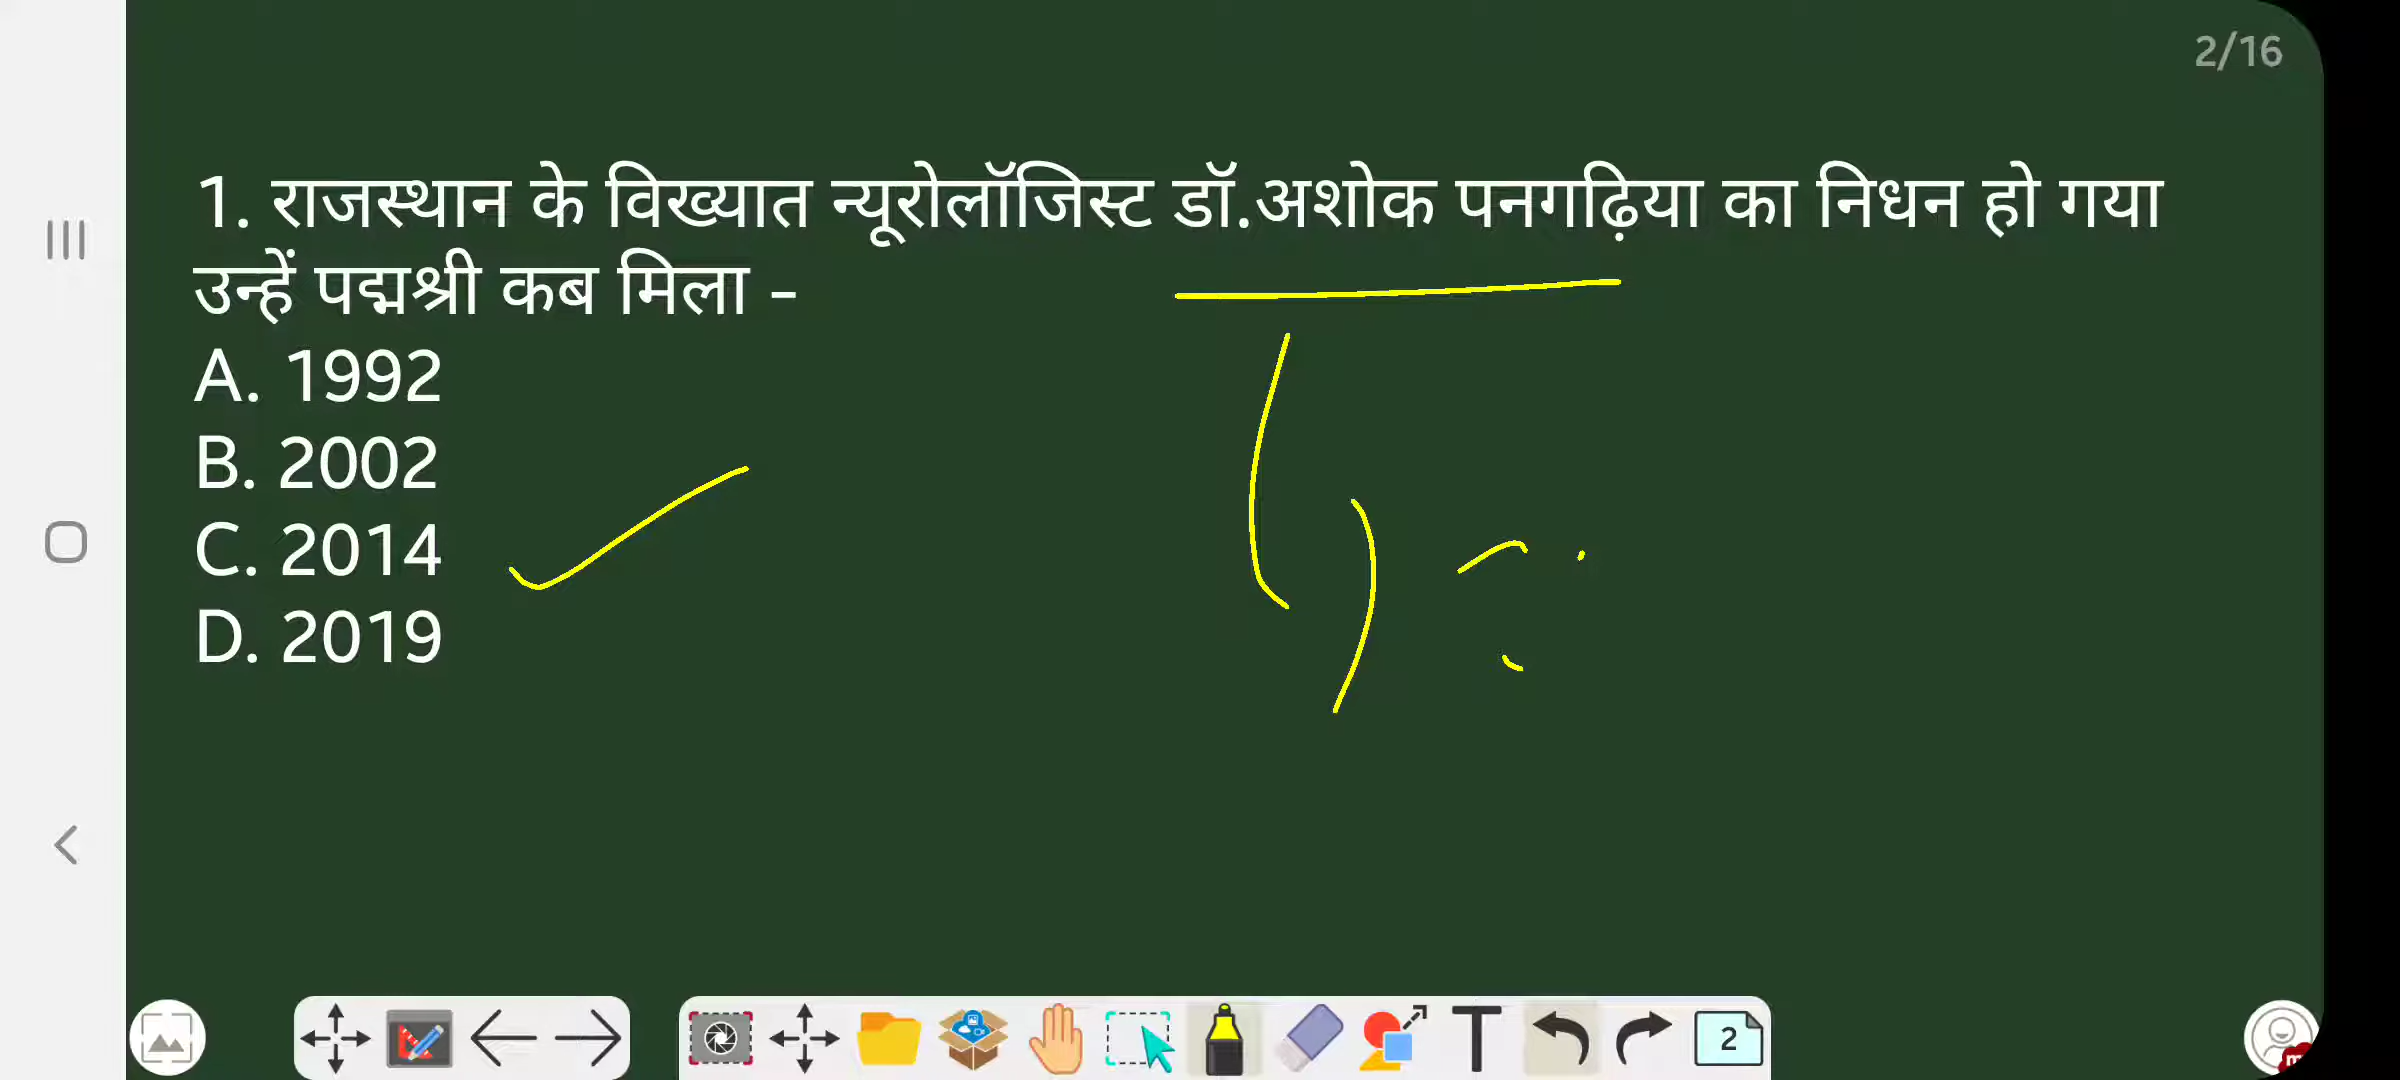 2/16
1. राजस्थान के विख्यात न्यूरोलॉजिस्ट डॉ.अशोक पनगढ़िया का निधन हो गया
उन्हें पद्मश्री कब मिला –
A. 1992
B. 2002
C. 2014
D. 2019
T
2